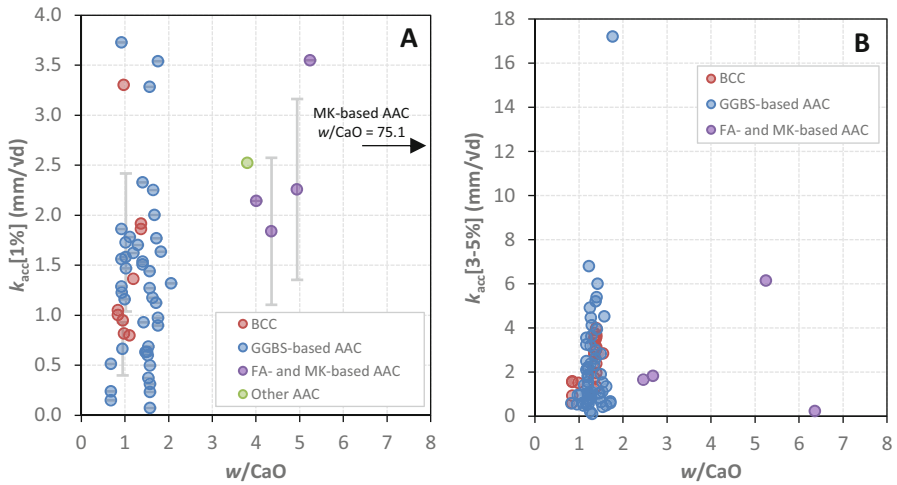 A
4.0
3.5
3.0
2.5
2.0
1.5
1.0
0.5
0.0
kacc[1%] (mm/√d)
MK-based AAC
w/CaO = 75.1
BCC
GGBS-based AAC
FA- and MK-based AAC
Other AAC
0 1 2 3 4 5 6 7 8
w/CaO
B
18
16
14
12
10
8
6
4
2
0
kacc[3-5%] (mm/√d)
BCC
GGBS-based AAC
FA- and MK-based AAC
0 1 2 3 4 5 6 7 8
w/CaO